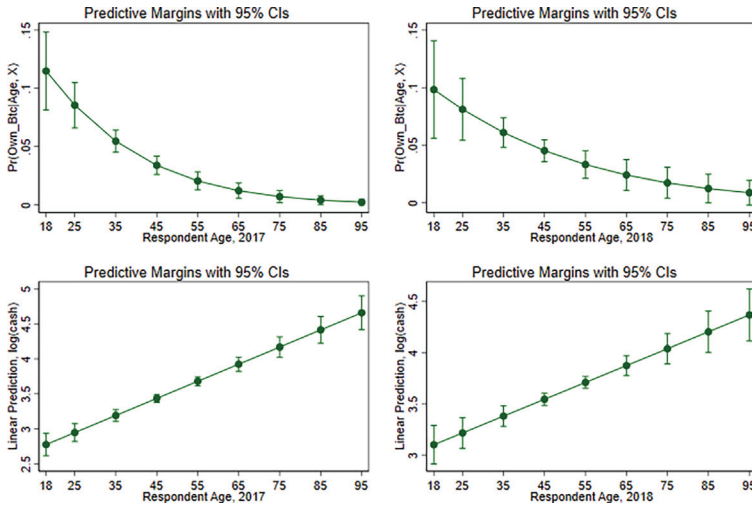 Predictive Margins with 95% CIs
Pr(Own_Btc|Age, X)
.15
.1
.05
0
18 25 35 45 55 65 75 85 95
Respondent Age, 2017
Predictive Margins with 95% CIs
Pr(Own_Btc|Age, X)
.15
.1
.05
0
18 25 35 45 55 65 75 85 95
Respondent Age, 2018
Predictive Margins with 95% CIs
Linear Prediction, log(cash)
5
4.5
4
3.5
3
2.5
18 25 35 45 55 65 75 85 95
Respondent Age, 2017
Predictive Margins with 95% CIs
Linear Prediction, log(cash)
4.5
4
3.5
3
18 25 35 45 55 65 75 85 95
Respondent Age, 2018